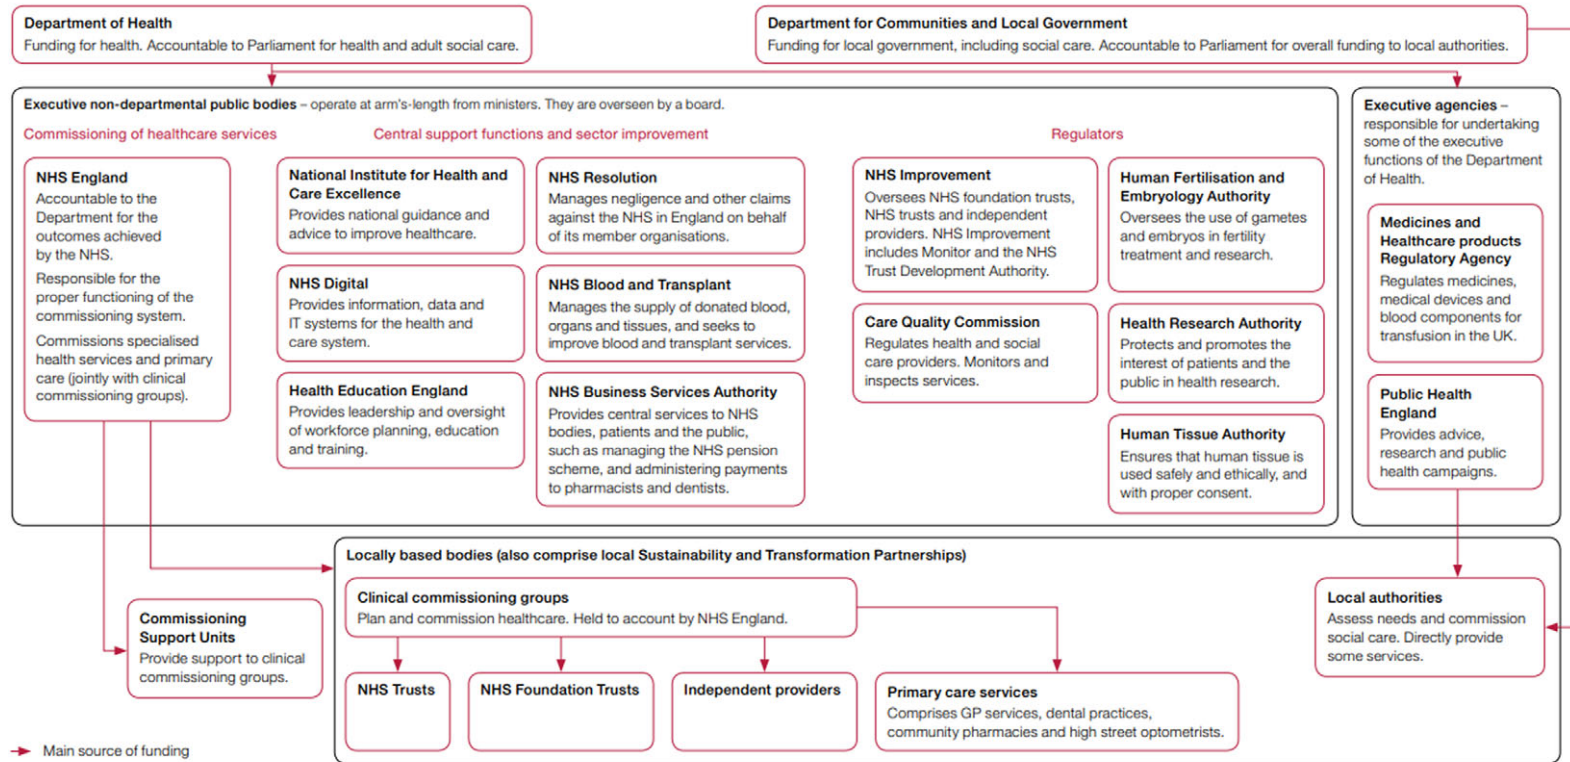 Department of Health
Funding for health. Accountable to Parliament for health and adult social care.
Department for Communities and Local Government
Funding for local government, including social care. Accountable to Parliament for overall funding to local authorities.
Executive non-departmental public bodies – operate at arm's-length from ministers. They are overseen by a board.
Commissioning of healthcare services
Central support functions and sector improvement
Regulators
NHS England
Accountable to the
Department for the
outcomes achieved
by the NHS.
Responsible for the
proper functioning of the
commissioning system.
Commissions specialised
health services and primary
care (jointly with clinical
commissioning groups).
National Institute for Health and
Care Excellence
Provides national guidance and
advice to improve healthcare.
NHS Digital
Provides information, data and
IT systems for the health and
care system.
Health Education England
Provides leadership and oversight
of workforce planning, education
and training.
NHS Resolution
Manages negligence and other claims
against the NHS in England on behalf
of its member organisations.
NHS Blood and Transplant
Manages the supply of donated blood,
organs and tissues, and seeks to
improve blood and transplant services.
NHS Business Services Authority
Provides central services to NHS
bodies, patients and the public,
such as managing the NHS pension
scheme, and administering payments
to pharmacists and dentists.
NHS Improvement
Oversees NHS foundation trusts,
NHS trusts and independent
providers. NHS Improvement
includes Monitor and the NHS
Trust Development Authority.
Care Quality Commission
Regulates health and social
care providers. Monitors and
inspects services.
Human Fertilisation and
Embryology Authority
Oversees the use of gametes
and embryos in fertility
treatment and research.
Health Research Authority
Protects and promotes the
interest of patients and the
public in health research.
Human Tissue Authority
Ensures that human tissue is
used safely and ethically, and
with proper consent.
Executive agencies –
responsible for undertaking
some of the executive
functions of the Department
of Health.
Medicines and
Healthcare products
Regulatory Agency
Regulates medicines,
medical devices and
blood components for
transfusion in the UK.
Public Health
England
Provides advice,
research and public
health campaigns.
Locally based bodies (also comprise local Sustainability and Transformation Partnerships)
Commissioning
Support Units
Provide support to clinical
commissioning groups.
Clinical commissioning groups
Plan and commission healthcare. Held to account by NHS England.
NHS Trusts
NHS Foundation Trusts
Independent providers
Primary care services
Comprises GP services, dental practices,
community pharmacies and high street optometrists.
Local authorities
Assess needs and commission
social care. Directly provide
some services.
Main source of funding